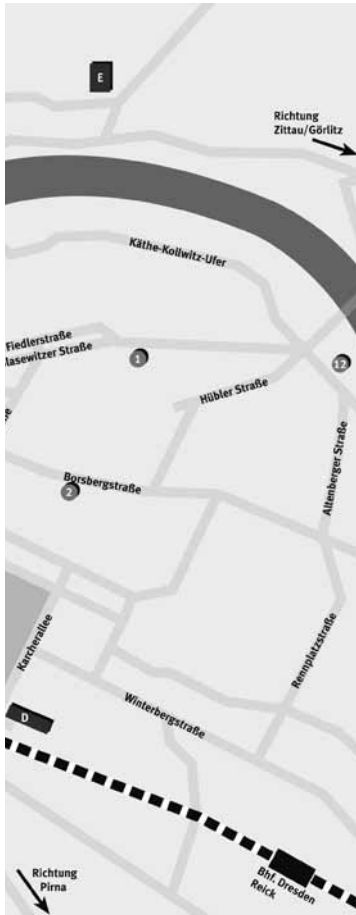 E
Richtung
Zittau/Görlitz
Käthe-Kollwitz-Ufer
Fiedlerstraße
lasewitzer Straße
1
12
Hübler Straße
Altenberger Straße
Borsbergstraße
2
Karcherallee
Rennplatzstraße
D
Winterbergstraße
Bhf. Dresden
Reick
Richtung
Pirna